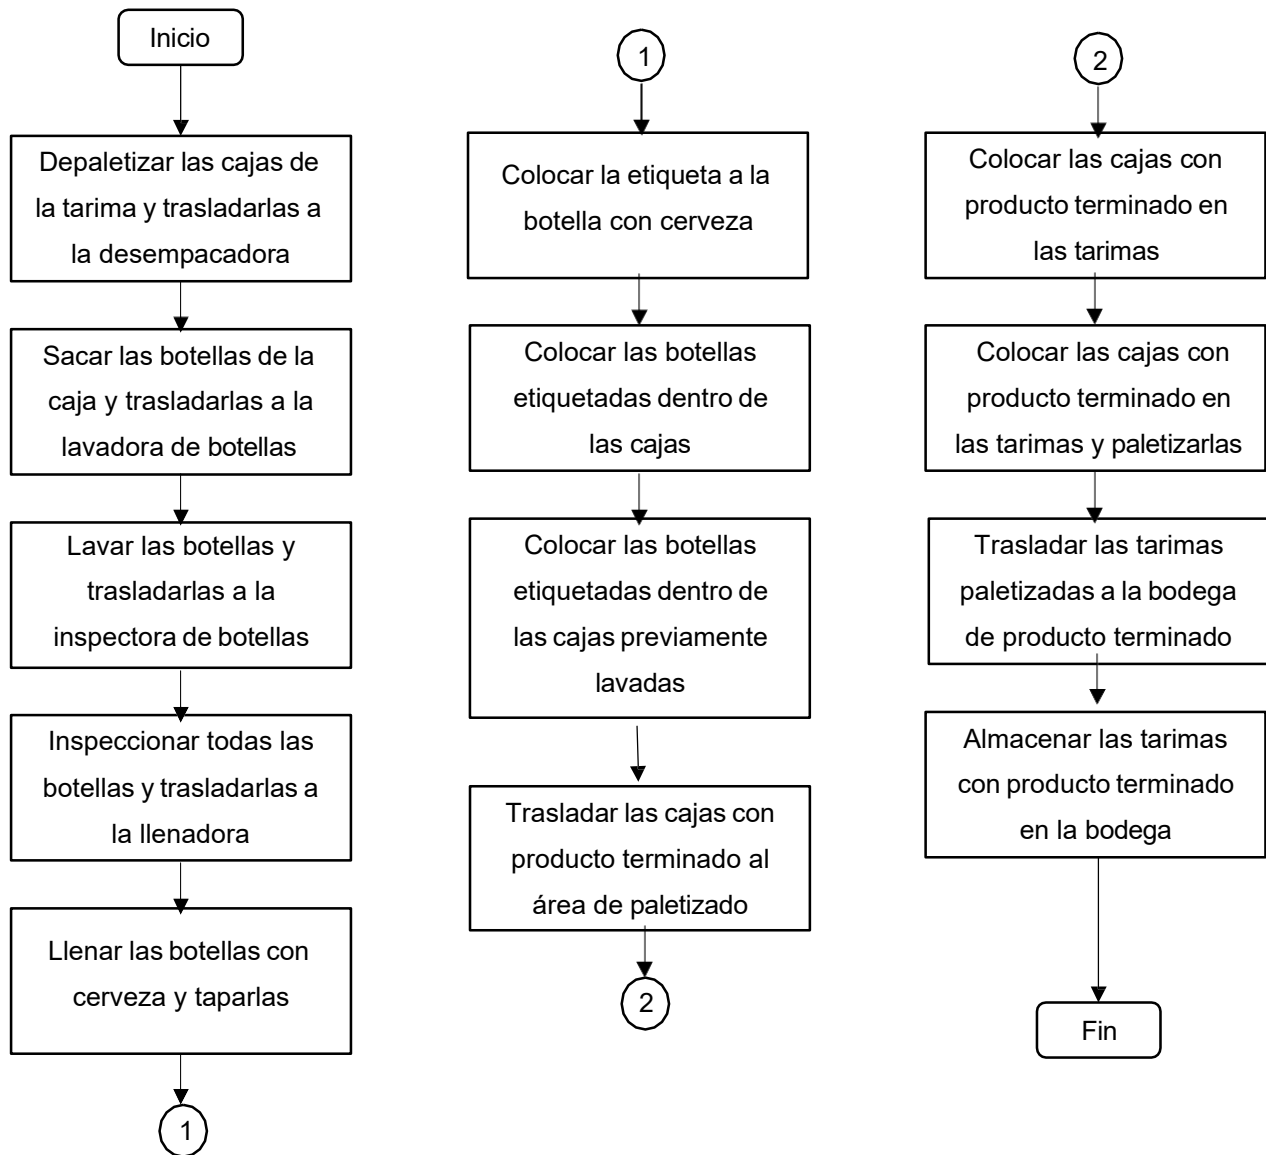 Inicio
Depaletizar las cajas de
la tarima y trasladarlas a
la desempacadora
Sacar las botellas de la
caja y trasladarlas a la
lavadora de botellas
Lavar las botellas y
trasladarlas a la
inspectora de botellas
Inspeccionar todas las
botellas y trasladarlas a
la llenadora
Llenar las botellas con
cerveza y taparlas
1
1
Colocar la etiqueta a la
botella con cerveza
Colocar las botellas
etiquetadas dentro de
las cajas
Colocar las botellas
etiquetadas dentro de
las cajas previamente
lavadas
Trasladar las cajas con
producto terminado al
área de paletizado
2
2
Colocar las cajas con
producto terminado en
las tarimas
Colocar las cajas con
producto terminado en
las tarimas y paletizarlas
Trasladar las tarimas
paletizadas a la bodega
de producto terminado
Almacenar las tarimas
con producto terminado
en la bodega
Fin